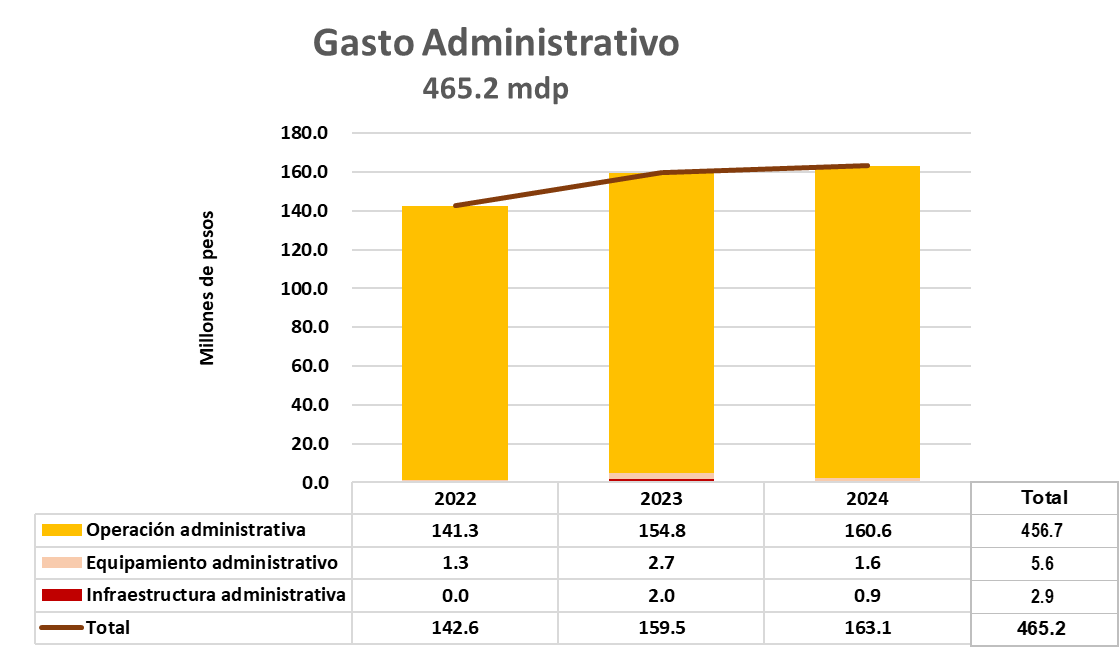 Gasto Administrativo
465.2 mdp
180.0
160.0
140.0
120.0
100.0
80.0
60.0
40.0
20.0
0.0
Millones de pesos
2022 2023 2024 Total
Operación administrativa 141.3 154.8 160.6 456.7
Equipamiento administrativo 1.3 2.7 1.6 5.6
Infraestructura administrativa 0.0 2.0 0.9 2.9
Total 142.6 159.5 163.1 465.2